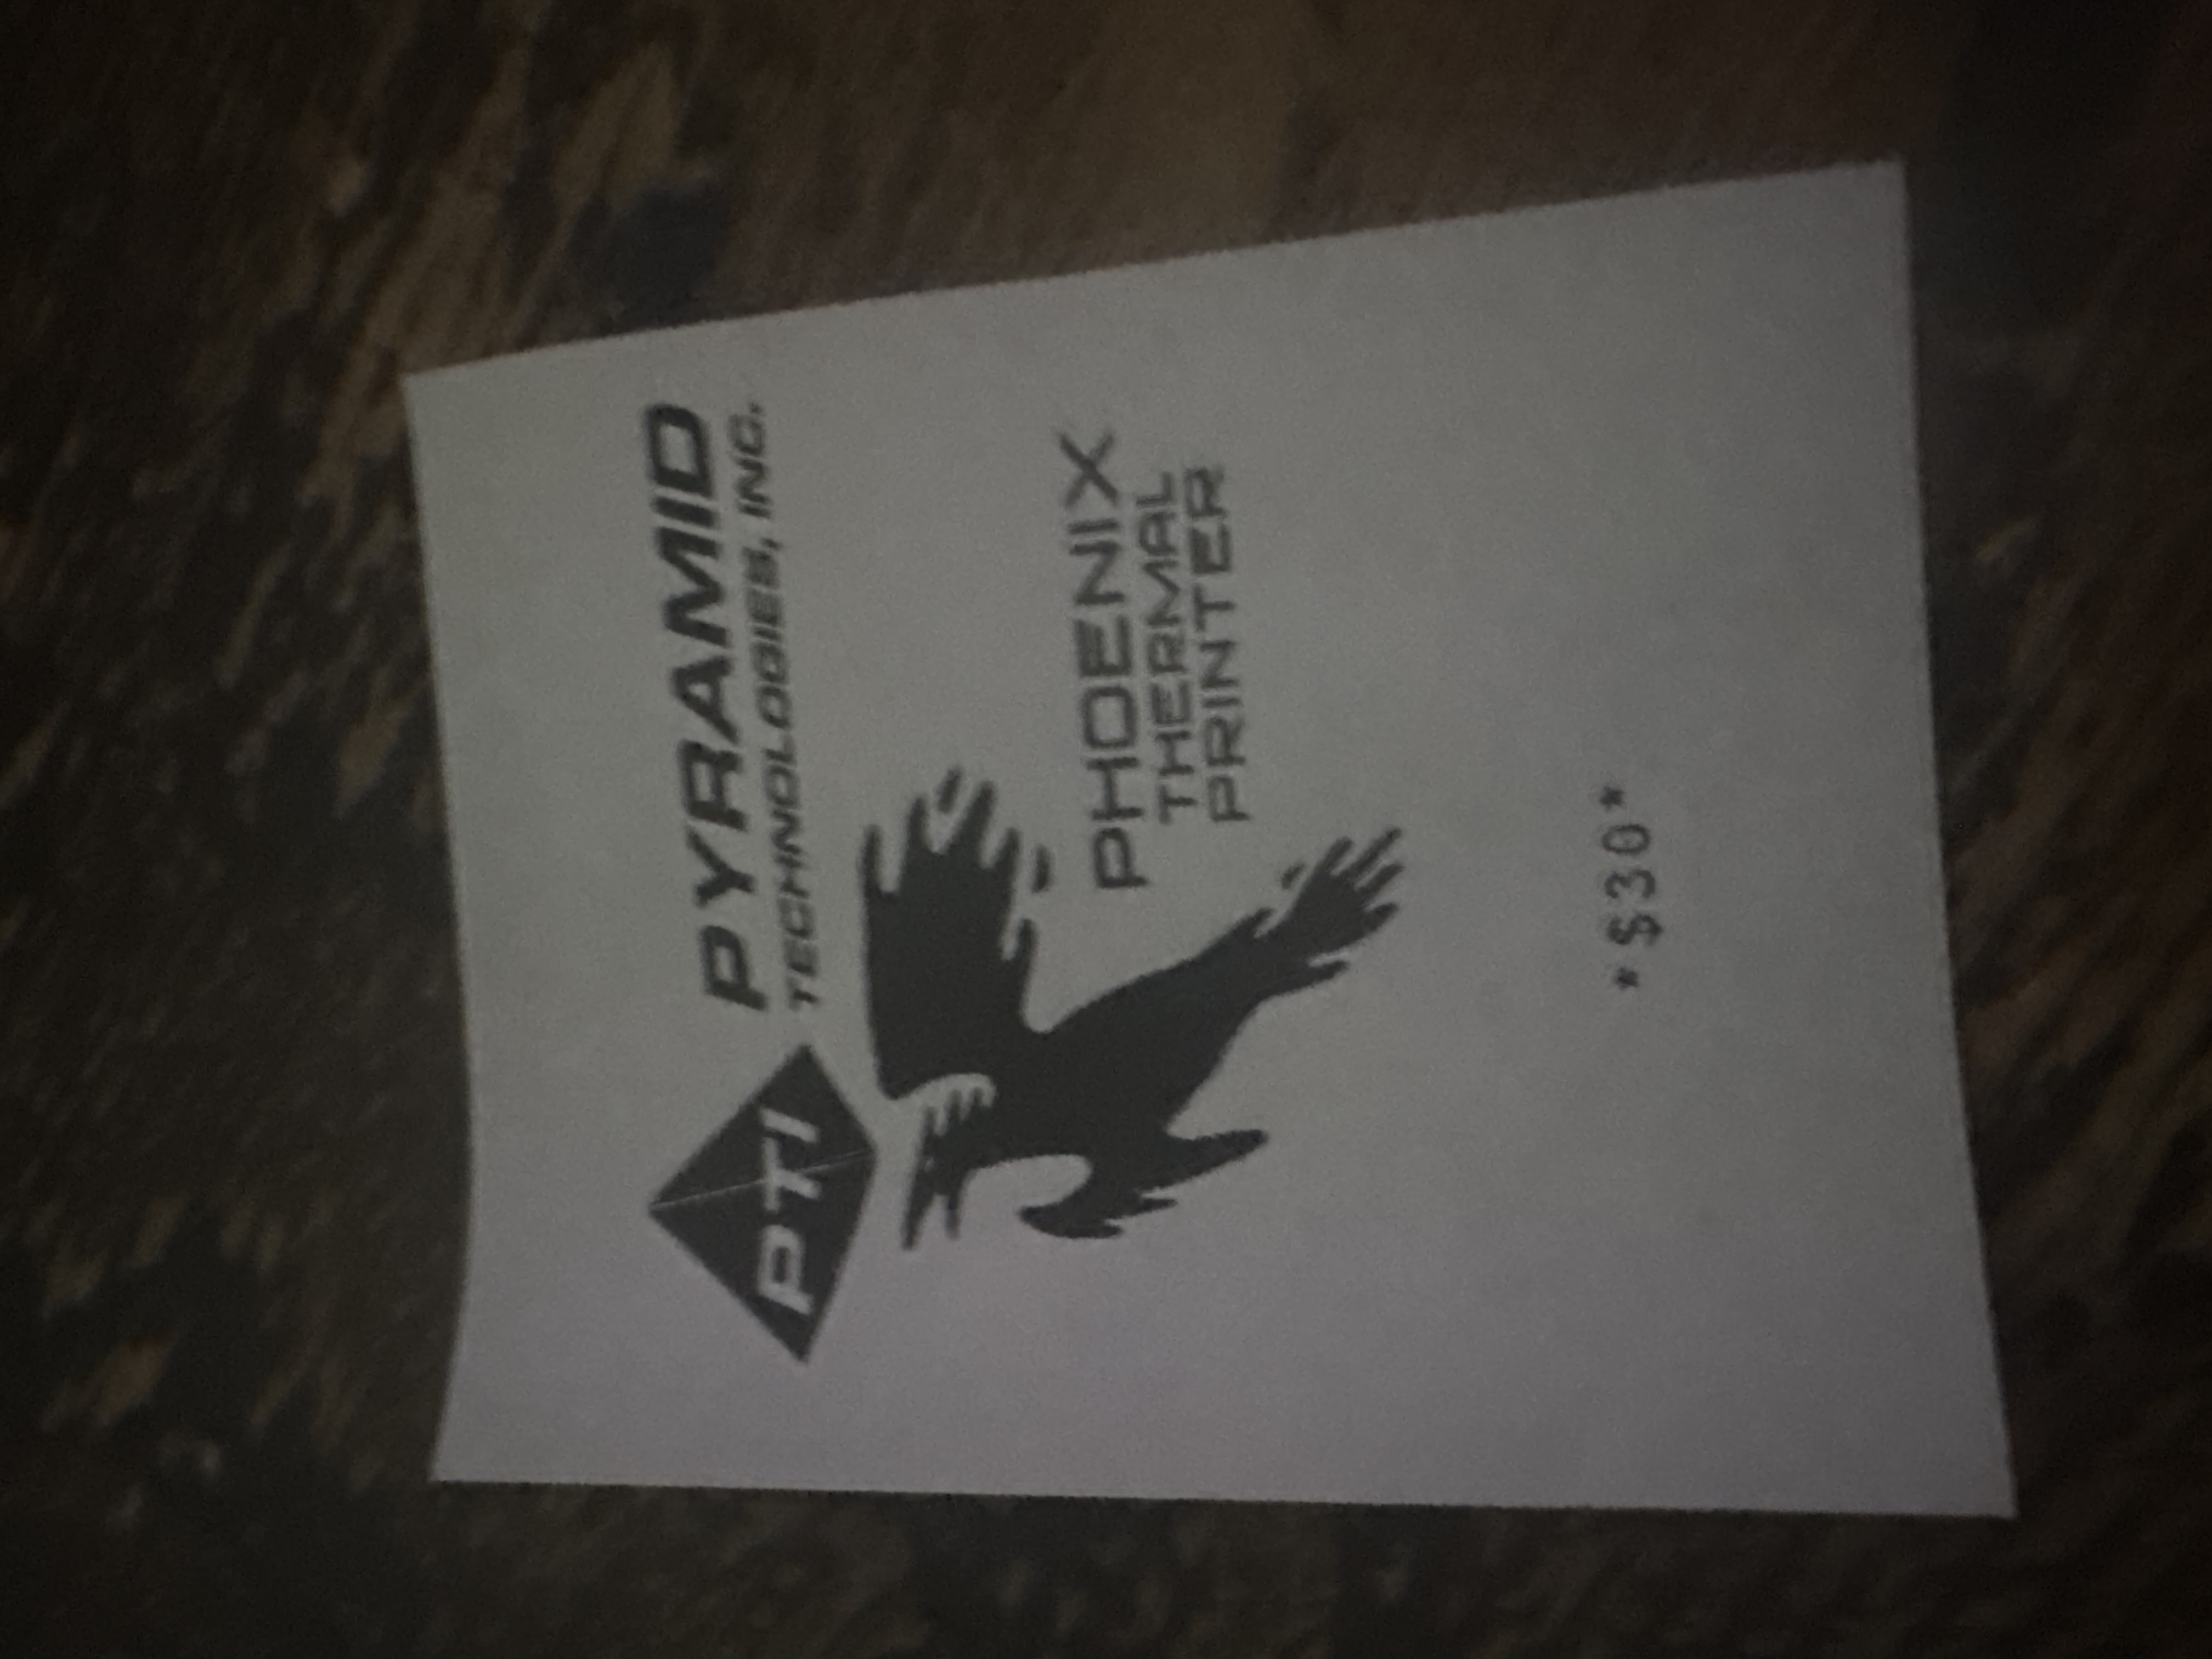 PTI
PYRAMID
TECHNOLOGIES, INC.
PHOENIX
THERMAL
PRINTER
*$30*